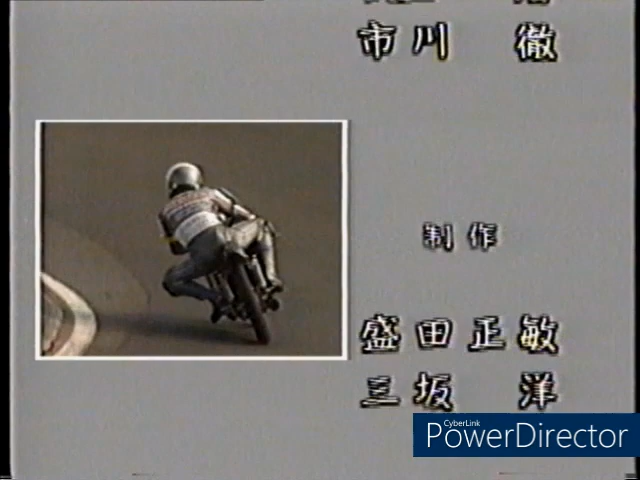 市川 徹
制作
盛田正敏
三坂 洋
CyberLink
PowerDirector